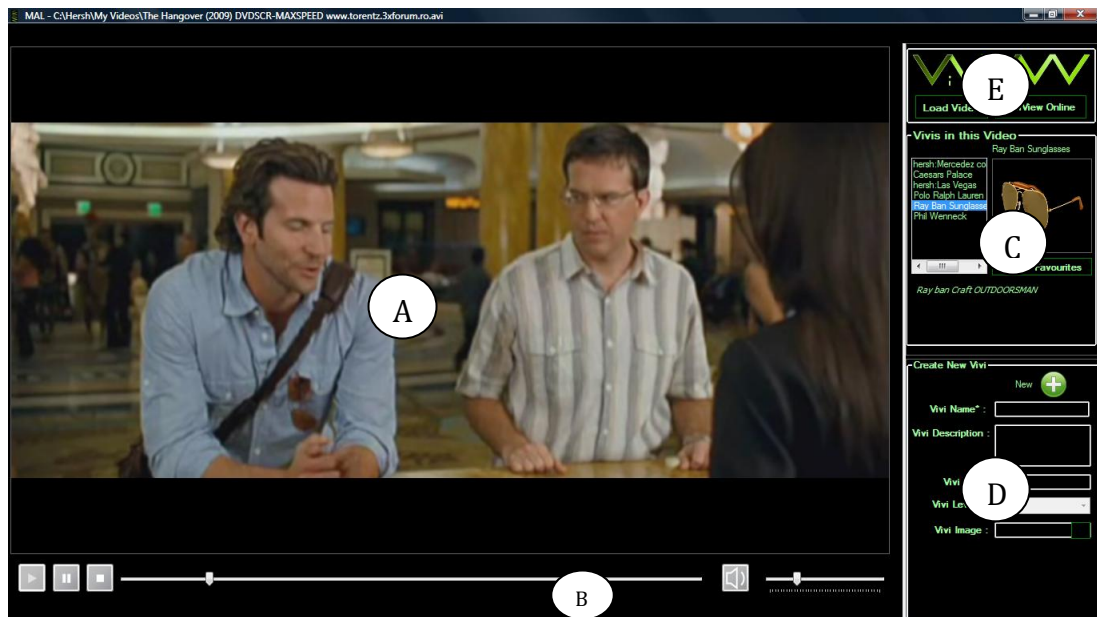 MAL - C:\Hersh\My Videos\The Hangover (2009) DVDSCR-MAXSPEED www.torentz.3xforum.ro.avi
E
Load Vide
View Online
Vivis in this Video
Ray Ban Sunglasses
hersh:Mercedez co
Caesars Palace
hersh:Las Vegas
Polo Ralph Lauren
Ray Ban Sunglasse
Phil Wenneck
C
Favourites
Ray ban Craft OUTDOORSMAN
A
Create New Vivi
New
Vivi Name* :
Vivi Description :
Vivi
D
Vivi Le
Vivi Image :
B